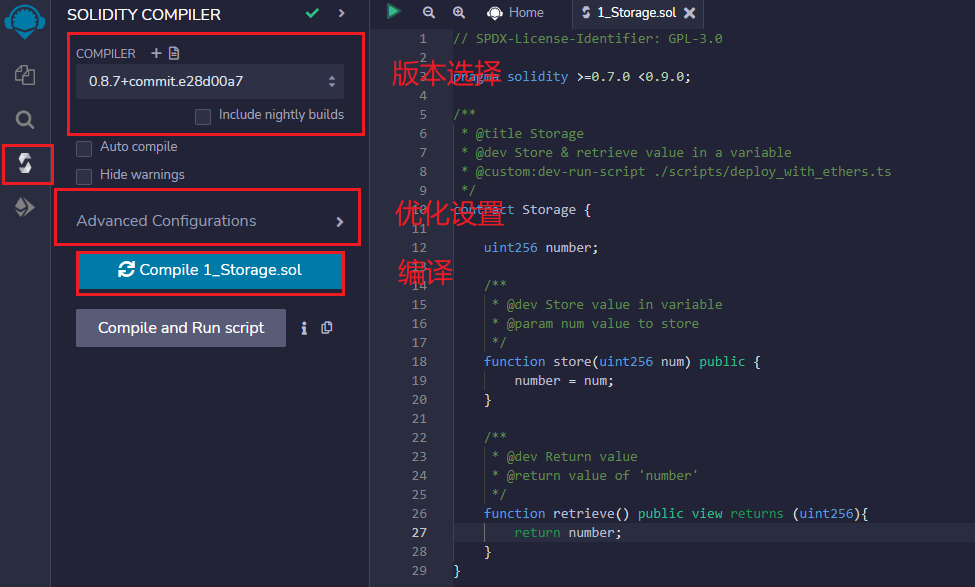 SOLIDITY COMPILER
COMPILER
0.8.7+commit.e28d00a7
Include nightly builds
Auto compile
Hide warnings
Advanced Configurations
Compile 1_Storage.sol
Compile and Run script
版本选择
优化设置
编译
Home
1_Storage.sol
1 // SPDX-License-Identifier: GPL-3.0
2
3 pragma solidity >=0.7.0 <0.9.0;
4
5 /**
6 * @title Storage
7 * @dev Store & retrieve value in a variable
8 * @custom:dev-run-script ./scripts/deploy_with_ethers.ts
9 */
10 contract Storage {
11
12 uint256 number;
13
14 /**
15 * @dev Store value in variable
16 * @param num value to store
17 */
18 function store(uint256 num) public {
19 number = num;
20 }
21
22 /**
23 * @dev Return value
24 * @return value of 'number'
25 */
26 function retrieve() public view returns (uint256){
27 return number;
28 }
29 }